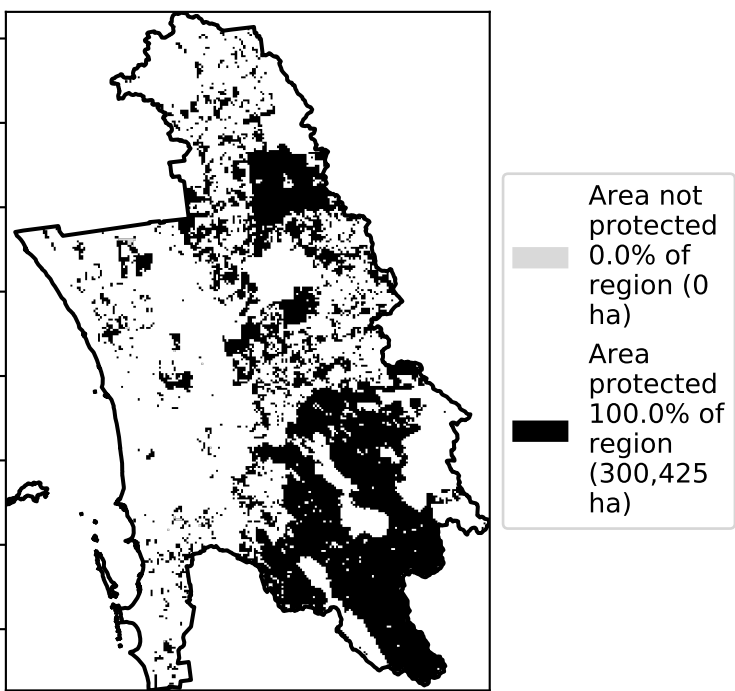 Area not
protected
0.0% of
region (0
ha)
Area
protected
100.0% of
region
(300,425
ha)